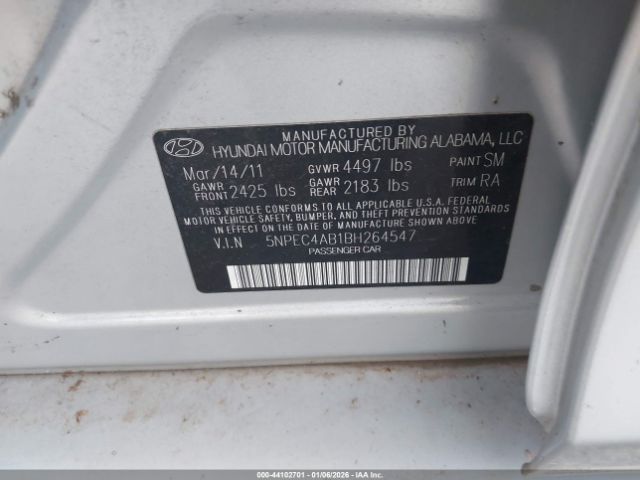 MANUFACTURED BY
HYUNDAI MOTOR MANUFACTURING ALABAMA, LLC
Mar/14/11 GVWR 4497 lbs PAINT SM
GAWR FRONT 2425 lbs GAWR REAR 2183 lbs TRIM RA
THIS VEHICLE CONFORMS TO ALL APPLICABLE U.S.A. FEDERAL
MOTOR VEHICLE SAFETY, BUMPER, AND THEFT PREVENTION
STANDARDS IN EFFECT ON THE DATE OF MANUFACTURE SHOWN ABOVE
V.I.N 5NPEC4AB1BH264547
PASSENGER CAR
000-44102701 - 01/06/2026 - IAAI.COM